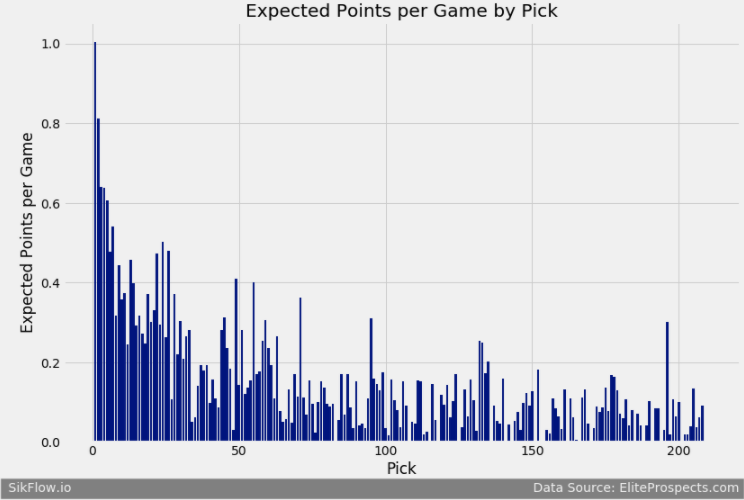 Expected Points per Game by Pick
Expected Points per Game
1.0
0.8
0.6
0.4
0.2
0.0
0 50 100 150 200
Pick
SikFlow.io Data Source: EliteProspects.com